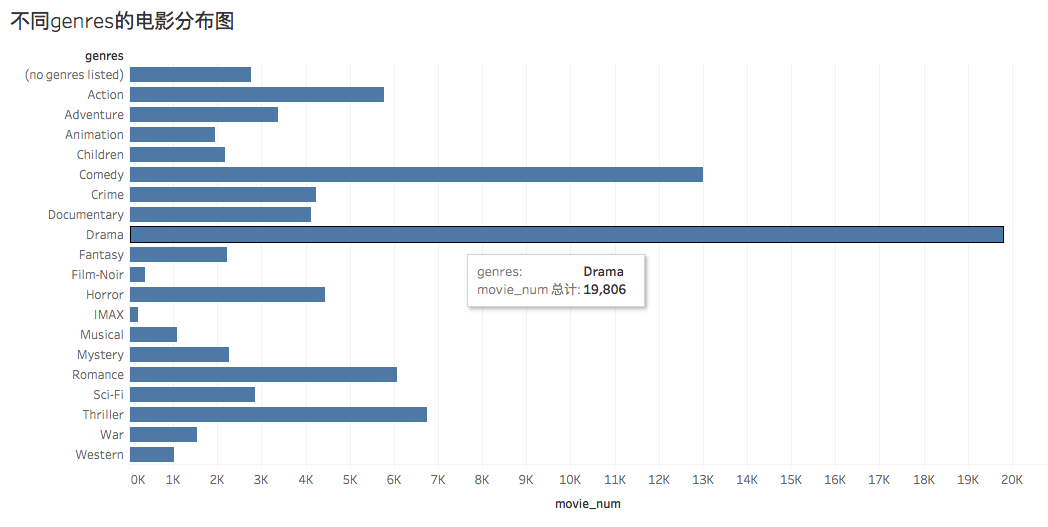 不同genres的电影分布图
genres
(no genres listed)
Action
Adventure
Animation
Children
Comedy
Crime
Documentary
Drama
Fantasy
Film-Noir
Horror
IMAX
Musical
Mystery
Romance
Sci-Fi
Thriller
War
Western
genres: Drama
movie_num 总计: 19,806
0K 1K 2K 3K 4K 5K 6K 7K 8K 9K 10K 11K 12K 13K 14K 15K 16K 17K 18K 19K 20K
movie_num